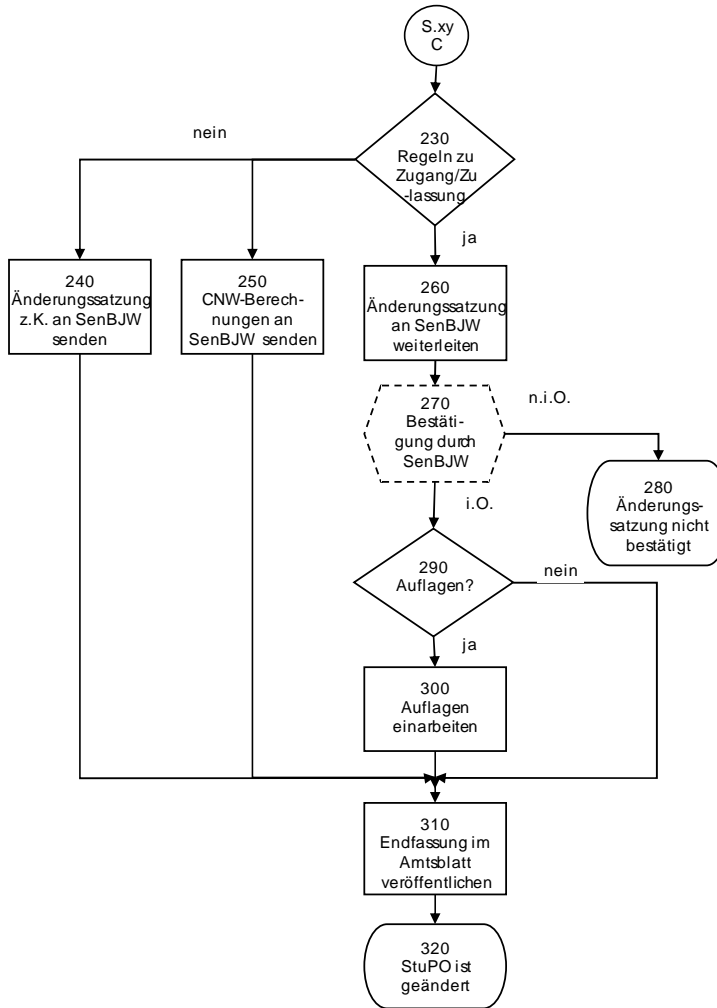 S.xy
C
nein
230
Regeln zu
Zugang/Zu
-lassung
ja
240
Änderungssatzung
z.K. an SenBJW
senden
250
CNW-Berech-
nungen an
SenBJW senden
260
Änderungssatzung
an SenBJW
weiterleiten
270
Bestäti-
gung durch
SenBJW
n.i.O.
280
Änderungs-
satzung nicht
bestätigt
i.O.
290
Auflagen?
nein
ja
300
Auflagen
einarbeiten
310
Endfassung im
Amtsblatt
veröffentlichen
320
StuPO ist
geändert